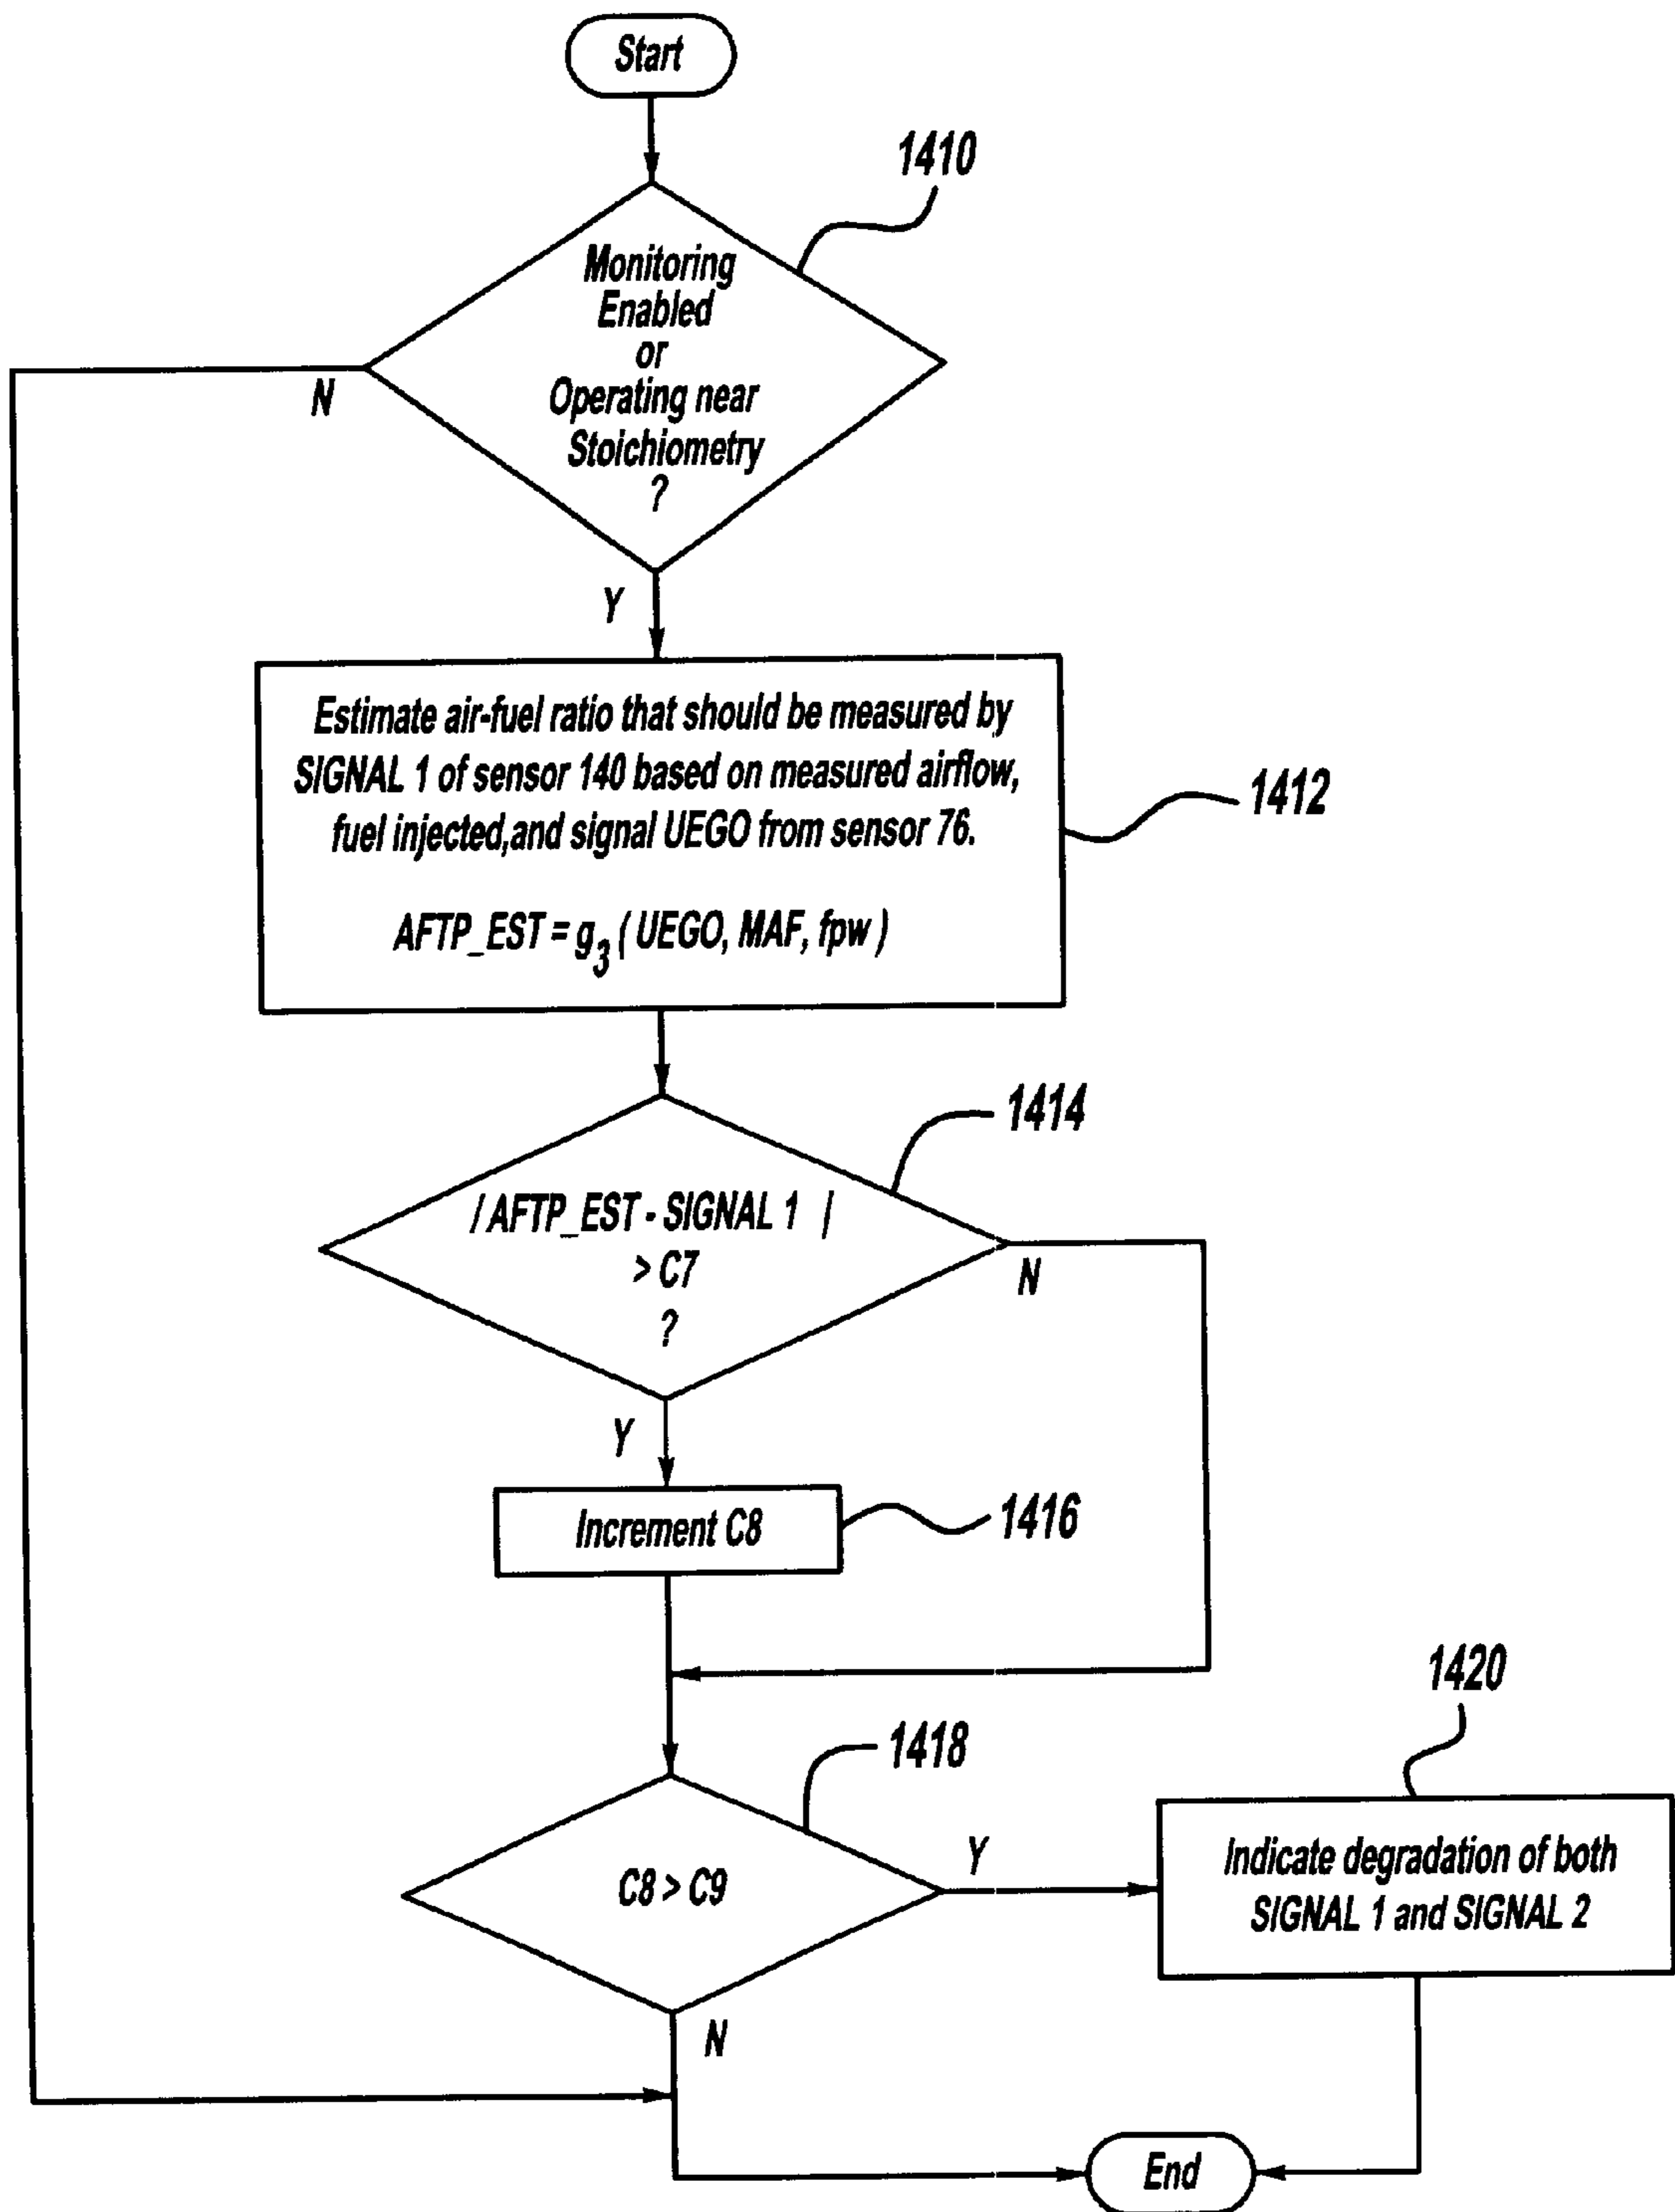 Start
1410
Monitoring
Enabled
or
Operating near
Stoichiometry
?
N
Y
Estimate air-fuel ratio that should be measured by
SIGNAL 1 of sensor 140 based on measured airflow,
fuel injected,and signal UEGO from sensor 76.
AFTP_EST = g3 ( UEGO, MAF, fpw )
1412
1414
/ AFTP_EST - SIGNAL 1 |
> C7
?
N
Y
Increment C8
1416
1418
1420
C8 > C9
Y
Indicate degradation of both
SIGNAL 1 and SIGNAL 2
N
End